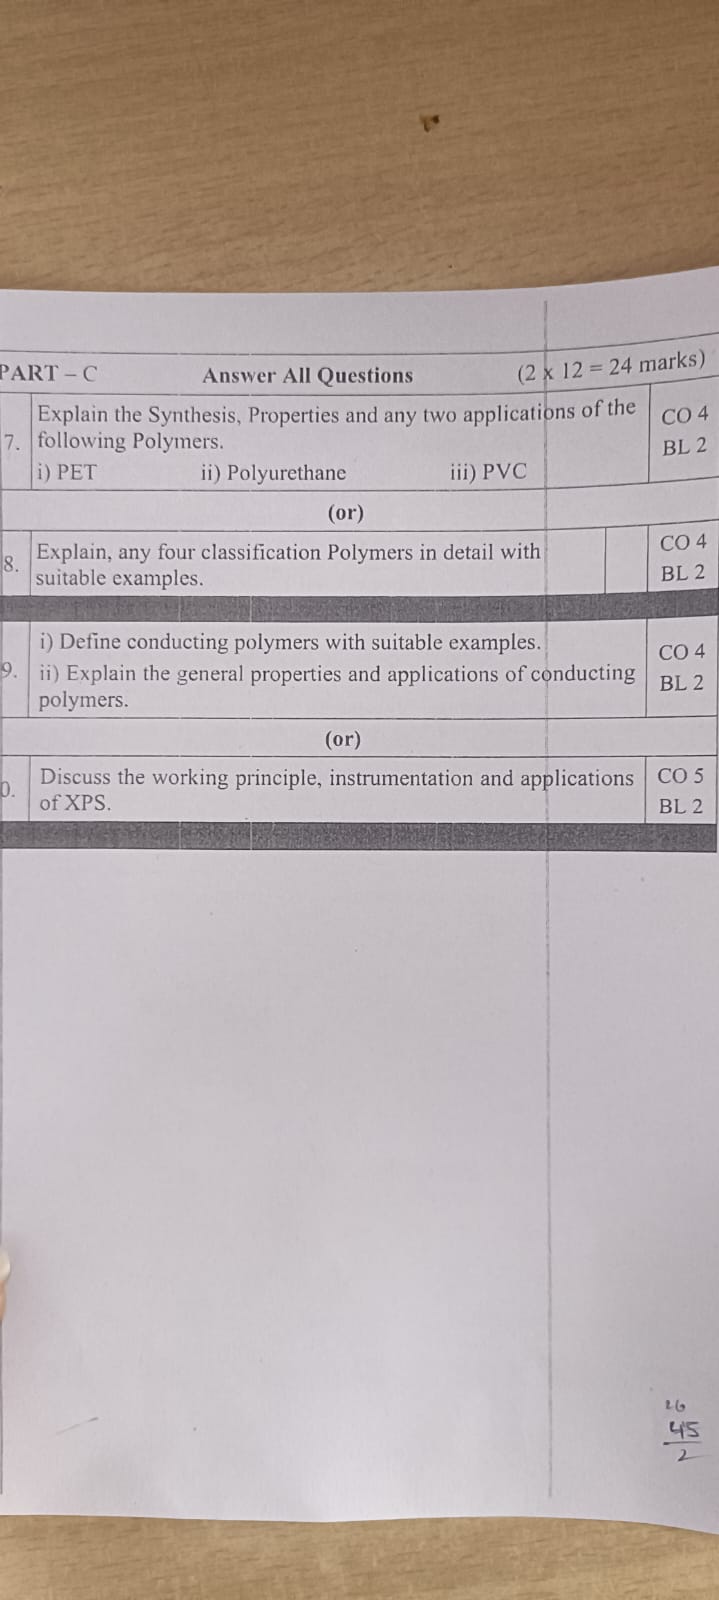 PART – C Answer All Questions (2 x 12 = 24 marks)
7. Explain the Synthesis, Properties and any two applications of the following Polymers.
i) PET ii) Polyurethane iii) PVC
CO 4
BL 2
(or)
8. Explain, any four classification Polymers in detail with
suitable examples.
CO 4
BL 2
i) Define conducting polymers with suitable examples.
9. ii) Explain the general properties and applications of conducting
polymers.
CO 4
BL 2
(or)
0. Discuss the working principle, instrumentation and applications
of XPS.
CO 5
BL 2
26
45
2